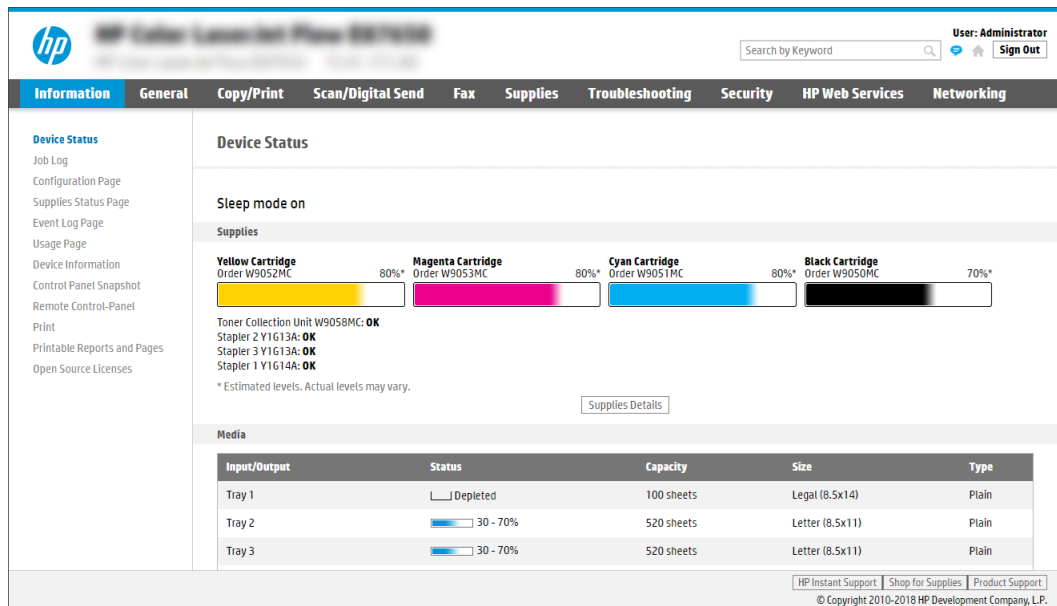 hp
User: Administrator
Search by Keyword
Sign Out
Information General Copy/Print Scan/Digital Send Fax Supplies Troubleshooting Security HP Web Services Networking
Device Status
Job Log
Configuration Page
Supplies Status Page
Event Log Page
Usage Page
Device Information
Control Panel Snapshot
Remote Control-Panel
Print
Printable Reports and Pages
Open Source Licenses
Device Status
Sleep mode on
Supplies
Yellow Cartridge Magenta Cartridge Cyan Cartridge Black Cartridge
Order W9052MC 80%* Order W9053MC 80%* Order W9051MC 80%* Order W9050MC 70%*
Toner Collection Unit W9058MC: OK
Stapler 2 Y1G13A: OK
Stapler 3 Y1G13A: OK
Stapler 1 Y1G14A: OK
* Estimated levels. Actual levels may vary.
Supplies Details
Media
Input/Output Status Capacity Size Type
Tray 1 Depleted 100 sheets Legal (8.5x14) Plain
Tray 2 30 - 70% 520 sheets Letter (8.5x11) Plain
Tray 3 30 - 70% 520 sheets Letter (8.5x11) Plain
HP Instant Support Shop for Supplies Product Support
© Copyright 2010-2018 HP Development Company, L.P.